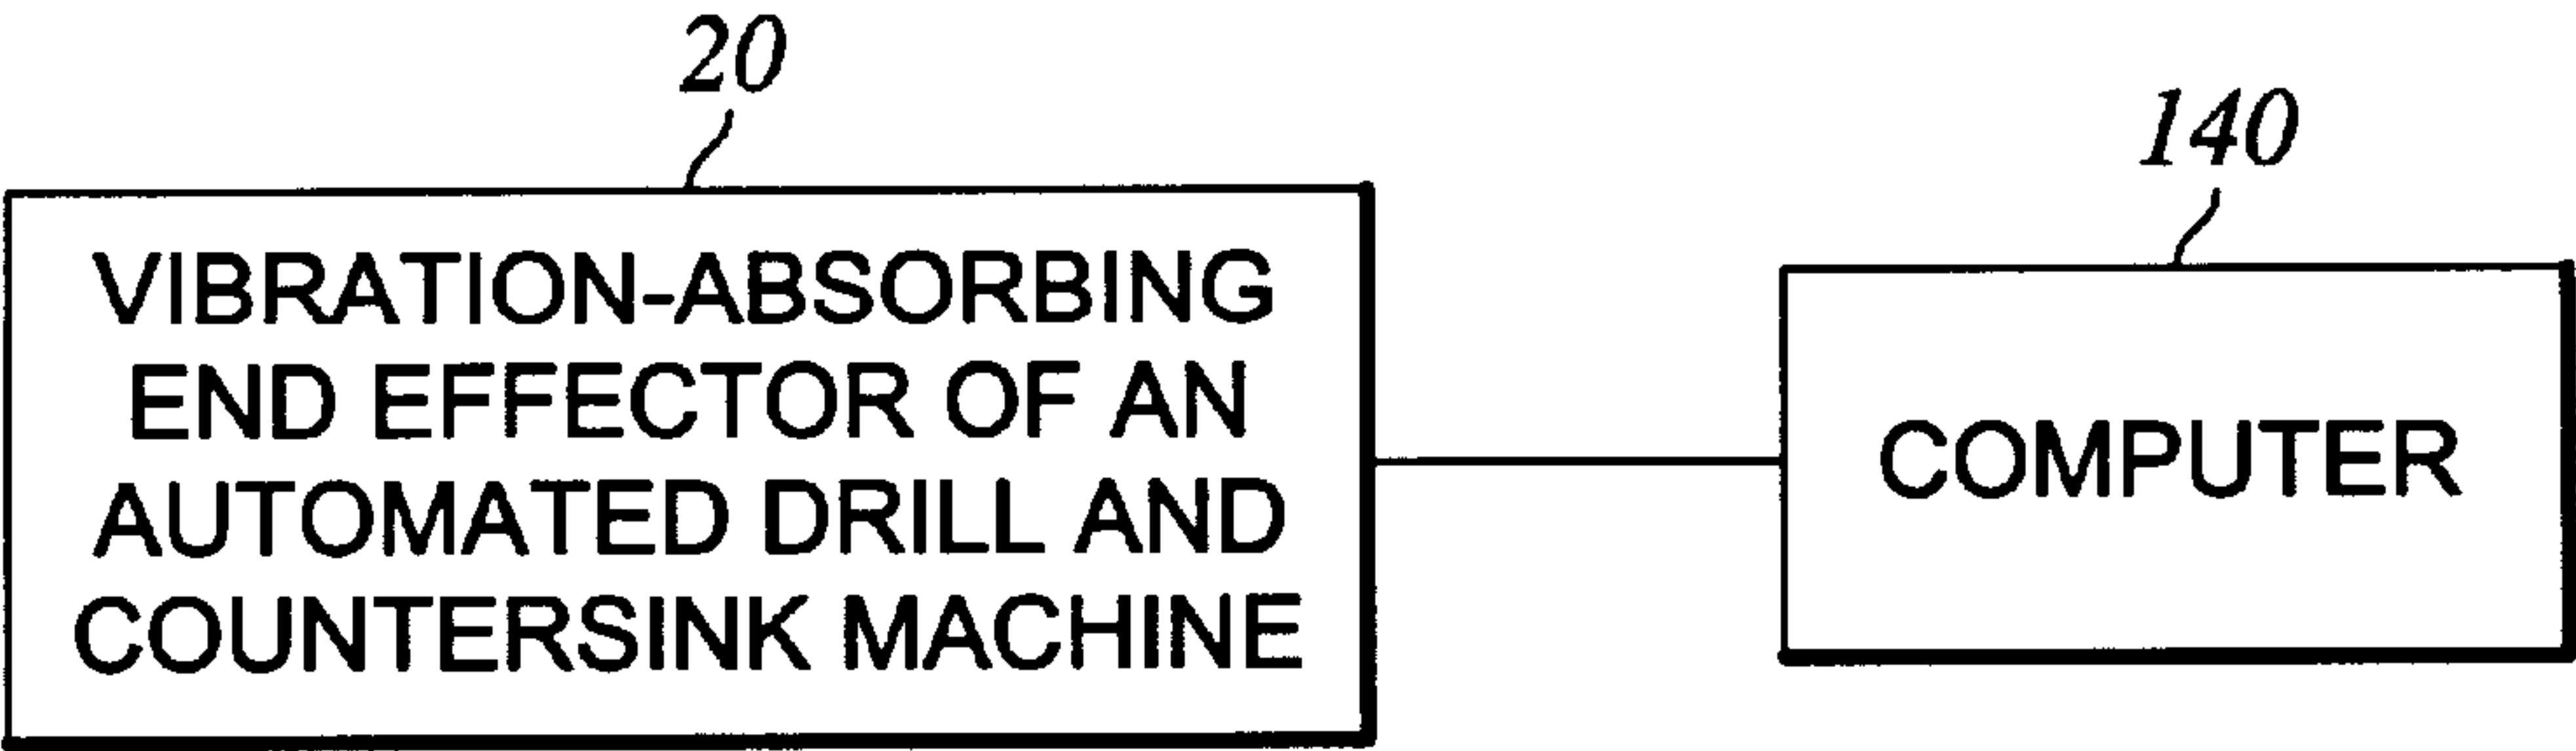 20
140
VIBRATION-ABSORBING
END EFFECTOR OF AN
AUTOMATED DRILL AND
COUNTERSINK MACHINE
COMPUTER